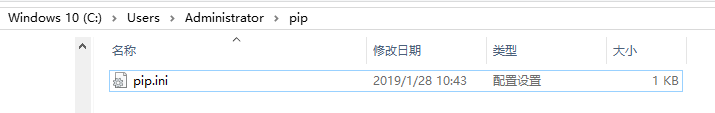 Windows 10 (C:) › Users › Administrator › pip
名称 修改日期 类型 大小
pip.ini 2019/1/28 10:43 配置设置 1 KB